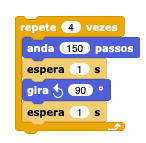 repete 4 vezes
anda 150 passos
espera 1 s
gira ↺ 90 °
espera 1 s